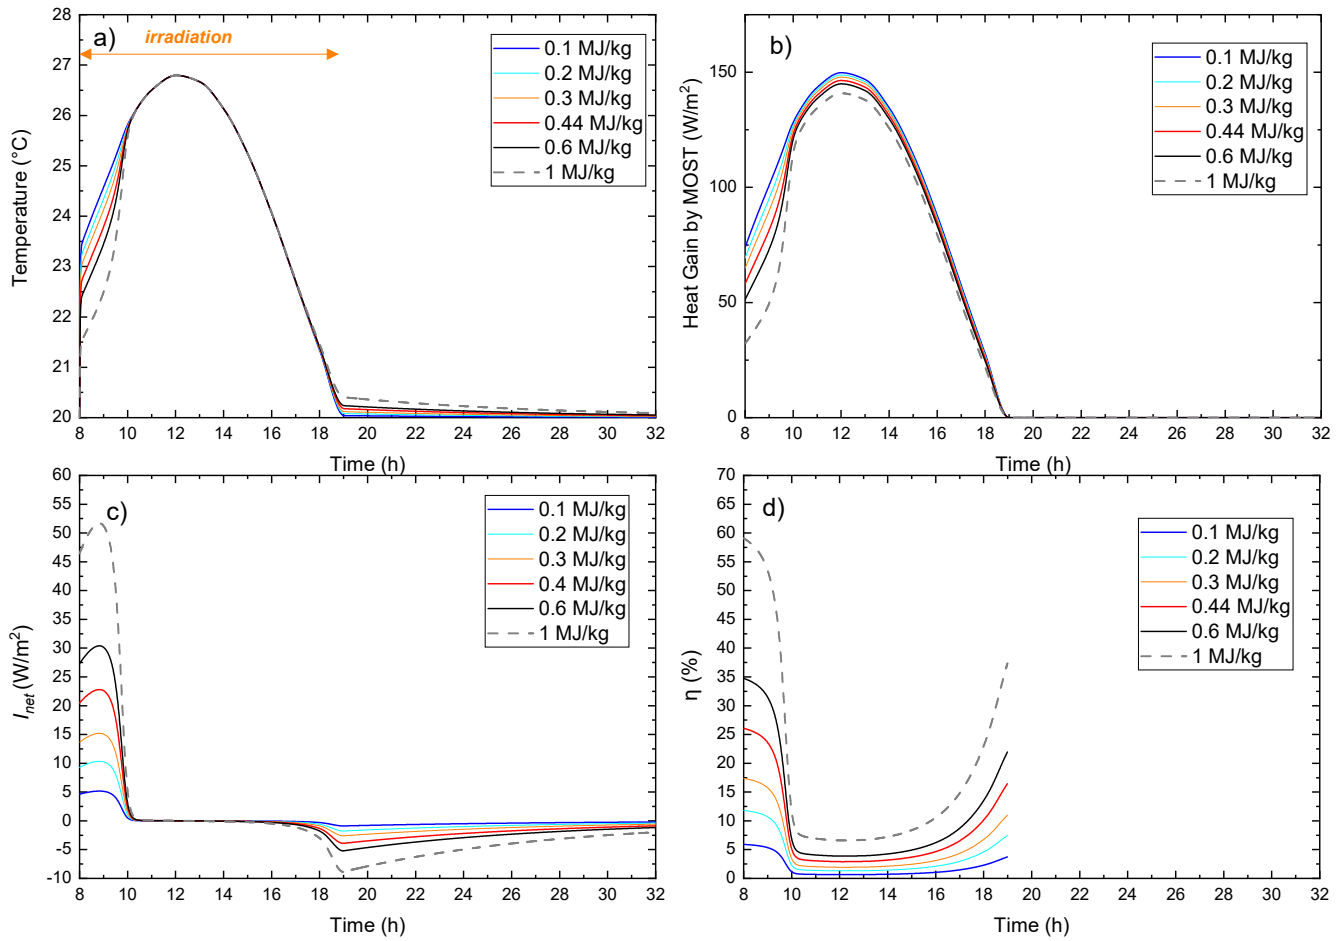 a)
irradiation
0.1 MJ/kg
0.2 MJ/kg
0.3 MJ/kg
0.44 MJ/kg
0.6 MJ/kg
1 MJ/kg
28
27
26
25
24
23
22
21
20
Temperature (°C)
8 10 12 14 16 18 20 22 24 26 28 30 32
Time (h)
b)
0.1 MJ/kg
0.2 MJ/kg
0.3 MJ/kg
0.44 MJ/kg
0.6 MJ/kg
1 MJ/kg
150
100
50
0
Heat Gain by MOST (W/m²)
8 10 12 14 16 18 20 22 24 26 28 30 32
Time (h)
c)
0.1 MJ/kg
0.2 MJ/kg
0.3 MJ/kg
0.4 MJ/kg
0.6 MJ/kg
1 MJ/kg
60
55
50
45
40
35
30
25
20
15
10
5
0
-5
-10
I_net (W/m²)
8 10 12 14 16 18 20 22 24 26 28 30 32
Time (h)
d)
0.1 MJ/kg
0.2 MJ/kg
0.3 MJ/kg
0.44 MJ/kg
0.6 MJ/kg
1 MJ/kg
70
65
60
55
50
45
40
35
30
25
20
15
10
5
0
η (%)
8 10 12 14 16 18 20 22 24 26 28 30 32
Time (h)